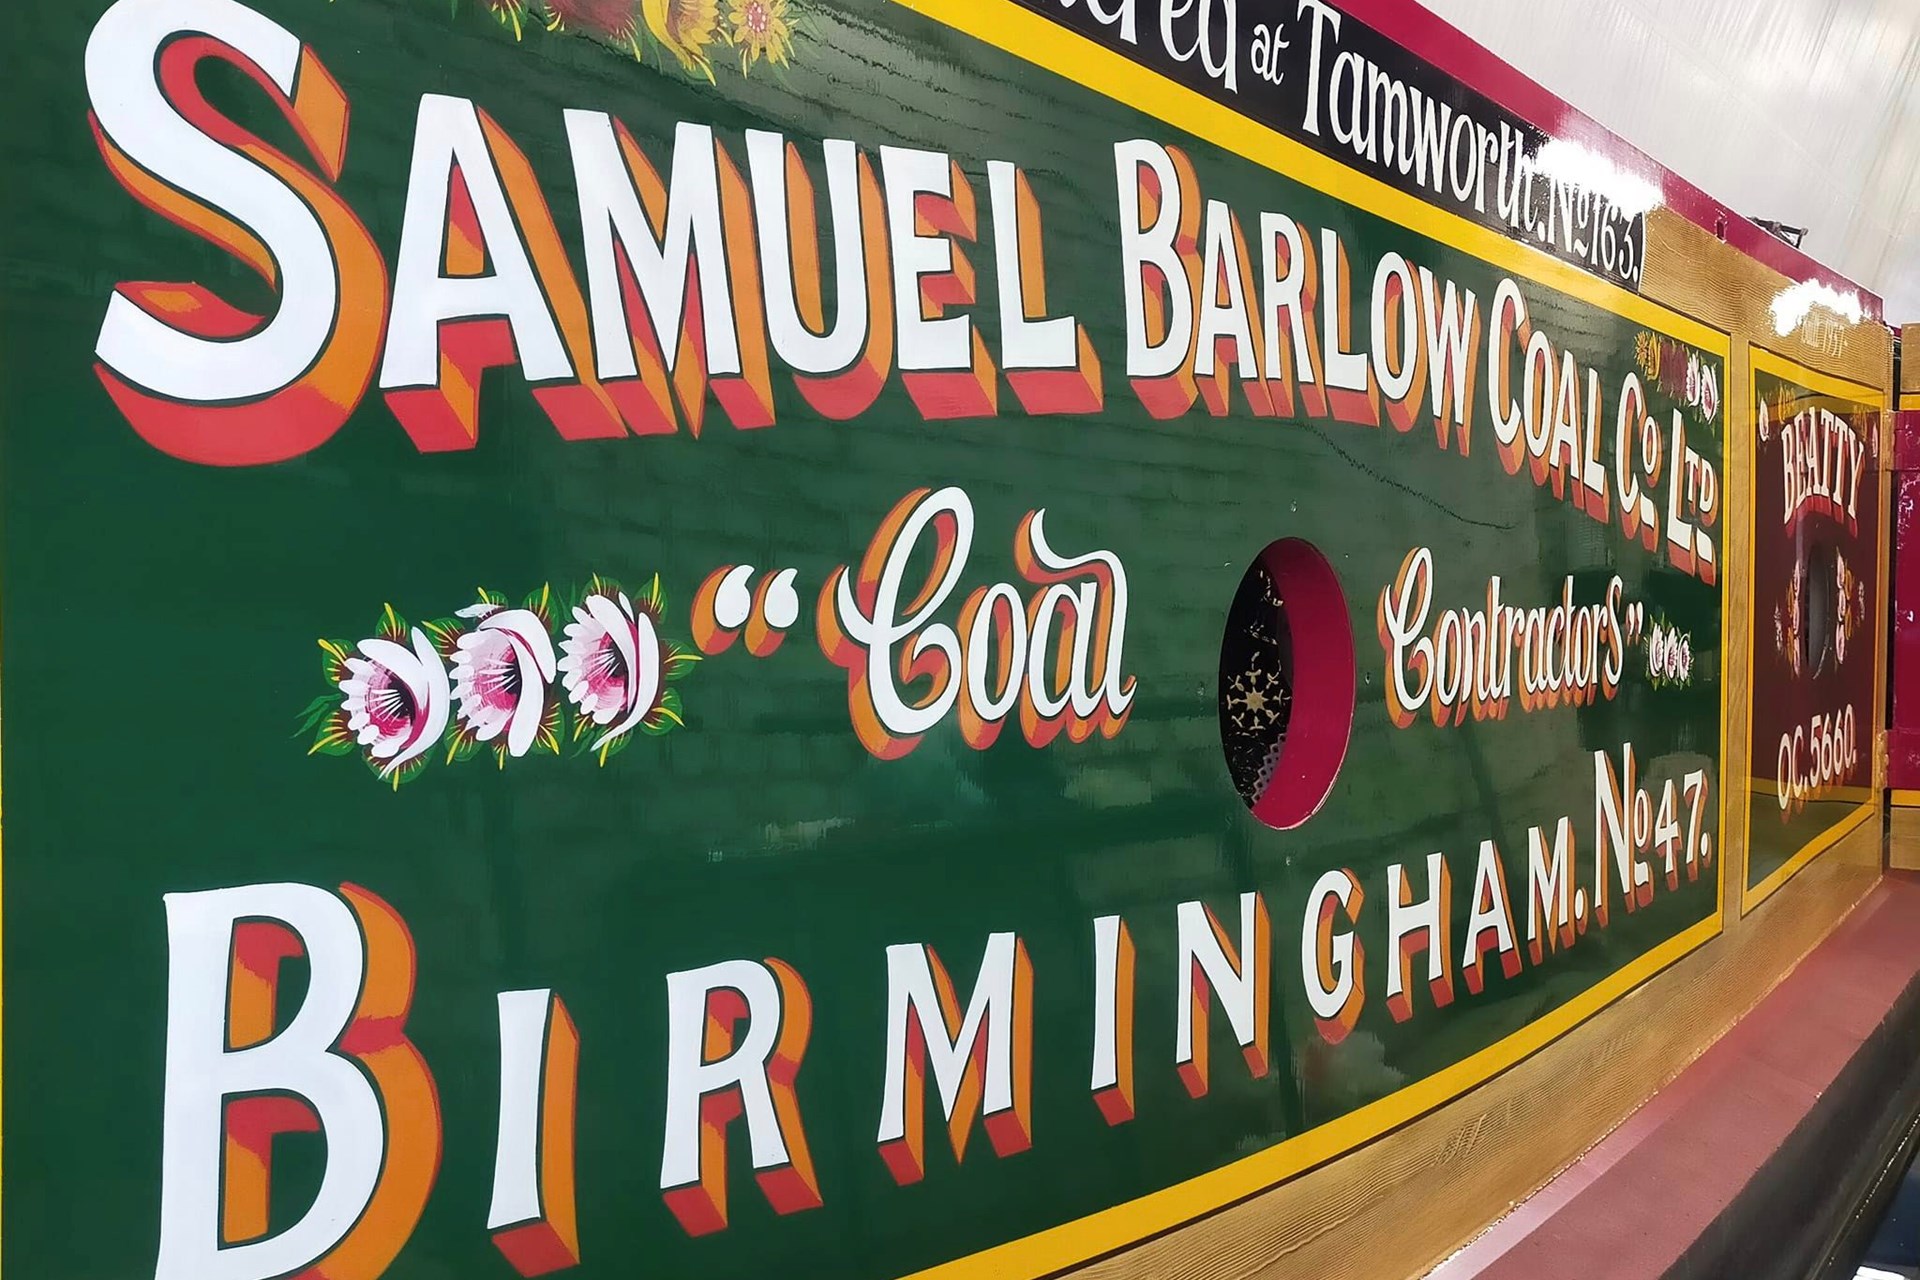 at Tamworth. No 163.
SAMUEL BARLOW COAL Co LTD
“Coal Contractors”
BIRMINGHAM. No 47.
BEATTY
OC. 5660.